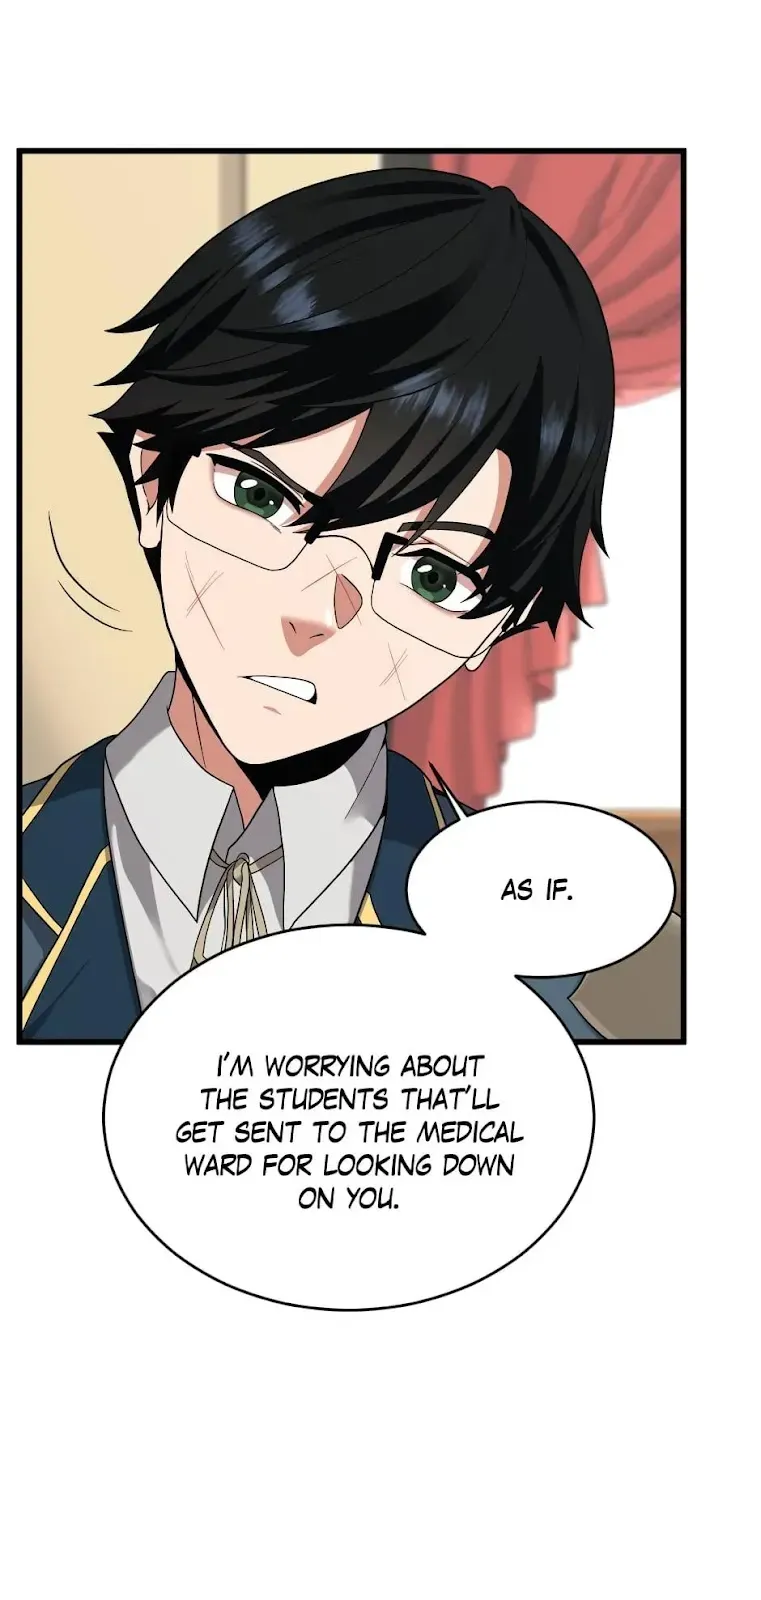 AS IF.
I'M WORRYING ABOUT
THE STUDENTS THAT'LL
GET SENT TO THE MEDICAL
WARD FOR LOOKING DOWN
ON YOU.